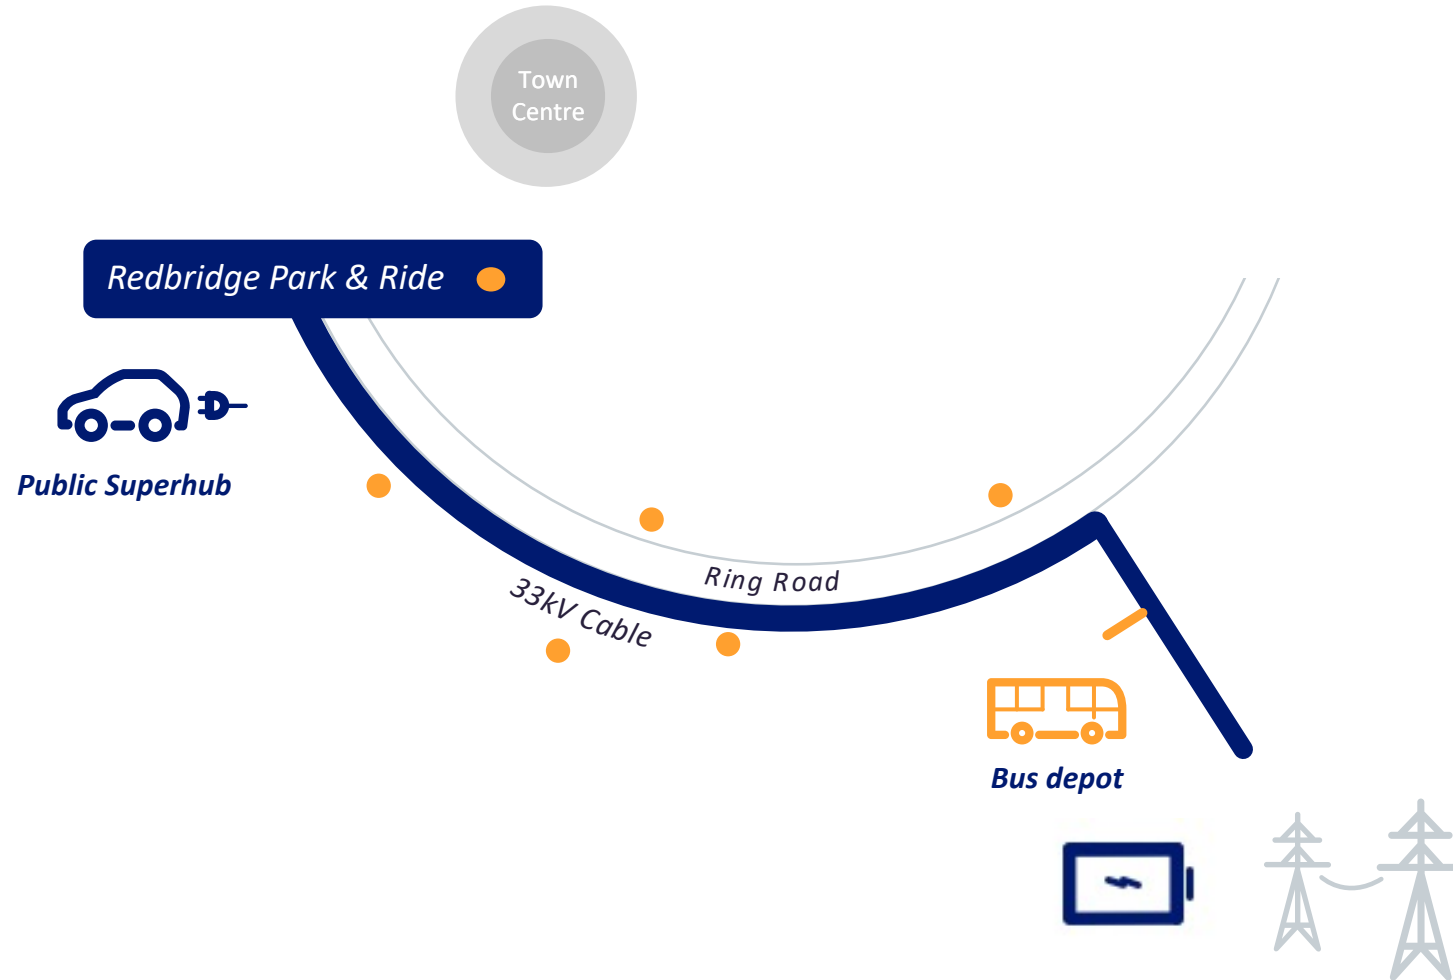 Town
Centre
Redbridge Park & Ride
Public Superhub
Ring Road
33kV Cable
Bus depot